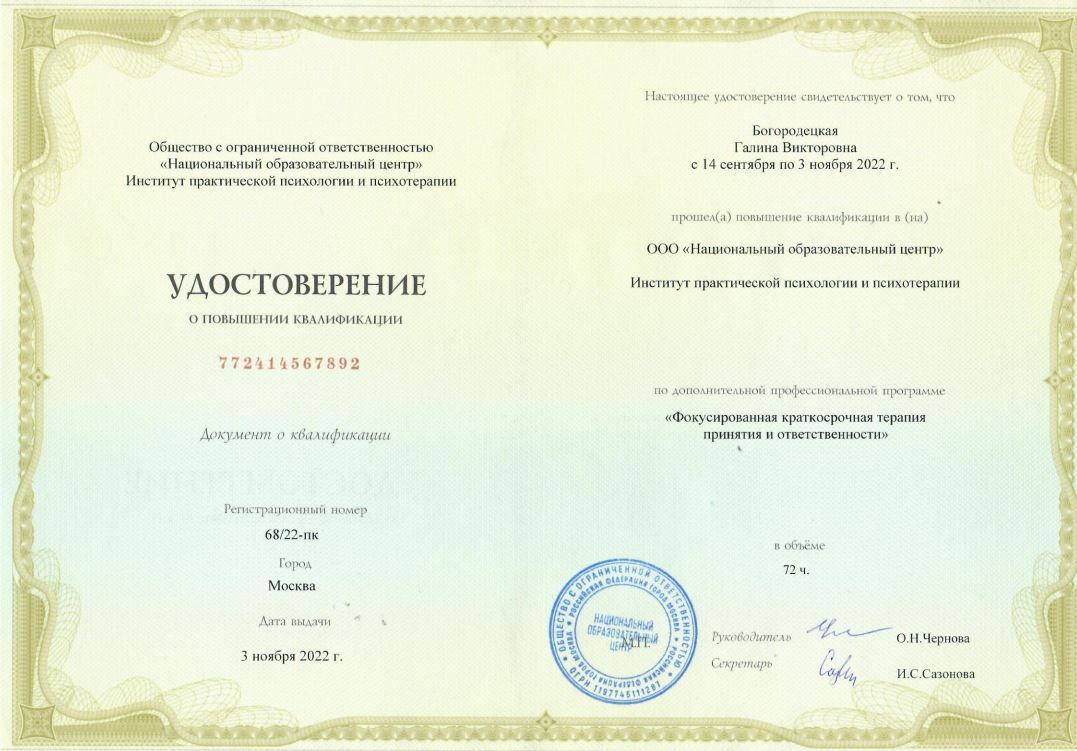 Общество с ограниченной ответственностью
«Национальный образовательный центр»
Институт практической психологии и психотерапии
УДОСТОВЕРЕНИЕ
О ПОВЫШЕНИИ КВАЛИФИКАЦИИ
772414567892
Документ о квалификации
Регистрационный номер
68/22-пк
Город
Москва
Дата выдачи
3 ноября 2022 г.
Настоящее удостоверение свидетельствует о том, что
Богородецкая
Галина Викторовна
с 14 сентября по 3 ноября 2022 г.
прошел(а) повышение квалификации в (на)
ООО «Национальный образовательный центр»
Институт практической психологии и психотерапии
по дополнительной профессиональной программе
«Фокусированная краткосрочная терапия
принятия и ответственности»
в объёме
72 ч.
М.П.
Руководитель
О.Н.Чернова
Секретарь
И.С.Сазонова
ОБЩЕСТВО С ОГРАНИЧЕННОЙ ОТВЕТСТВЕННОСТЬЮ
ОГРН 1197746111287
РОССИЙСКАЯ ФЕДЕРАЦИЯ ГОРОД МОСКВА
РОССИЙСКАЯ ФЕДЕРАЦИЯ ГОРОД МОСКВА
НАЦИОНАЛЬНЫЙ
ОБРАЗОВАТЕЛЬНЫЙ
ЦЕНТР